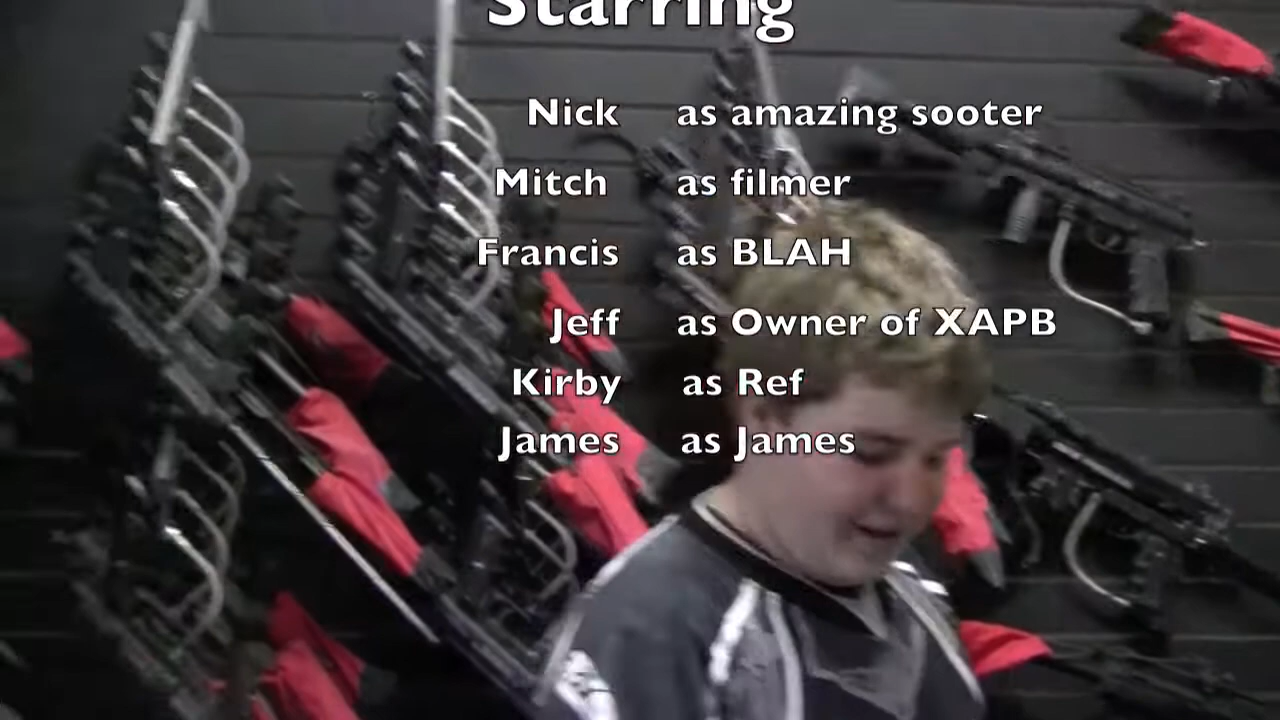 Starring
Nick as amazing sooter
Mitch as filmer
Francis as BLAH
Jeff as Owner of XAPB
Kirby as Ref
James as James